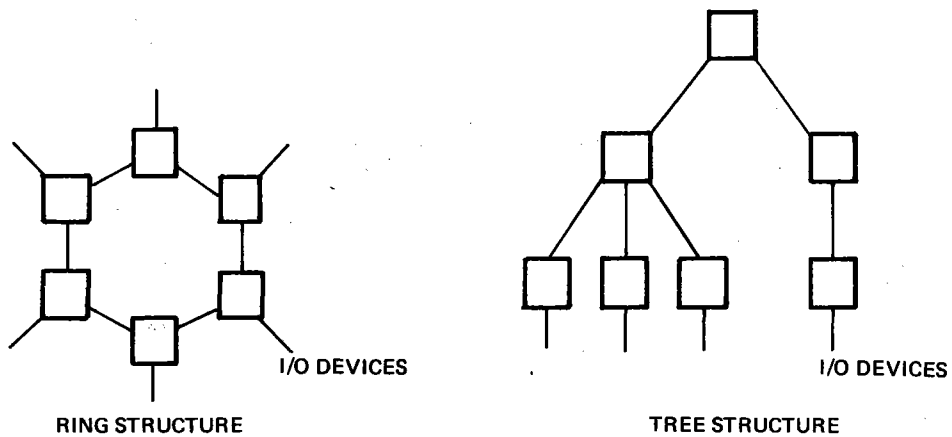 I/O DEVICES
RING STRUCTURE
I/O DEVICES
TREE STRUCTURE